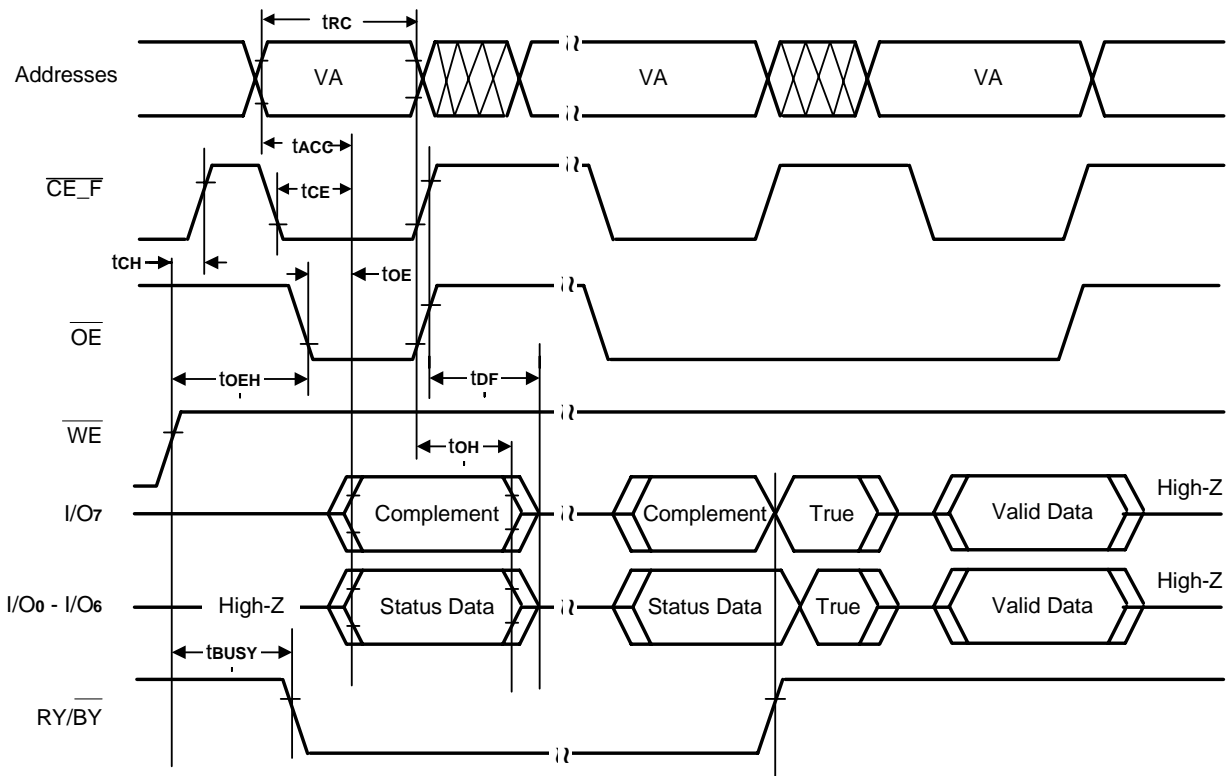 tRC
Addresses
VA
VA
VA
tACC
CE_F
tCE
tCH
tOE
OE
tOEH
tDF
WE
tOH
I/O7
Complement
Complement
True
Valid Data
High-Z
I/O0 - I/O6
High-Z
Status Data
Status Data
True
Valid Data
High-Z
tBUSY
RY/BY